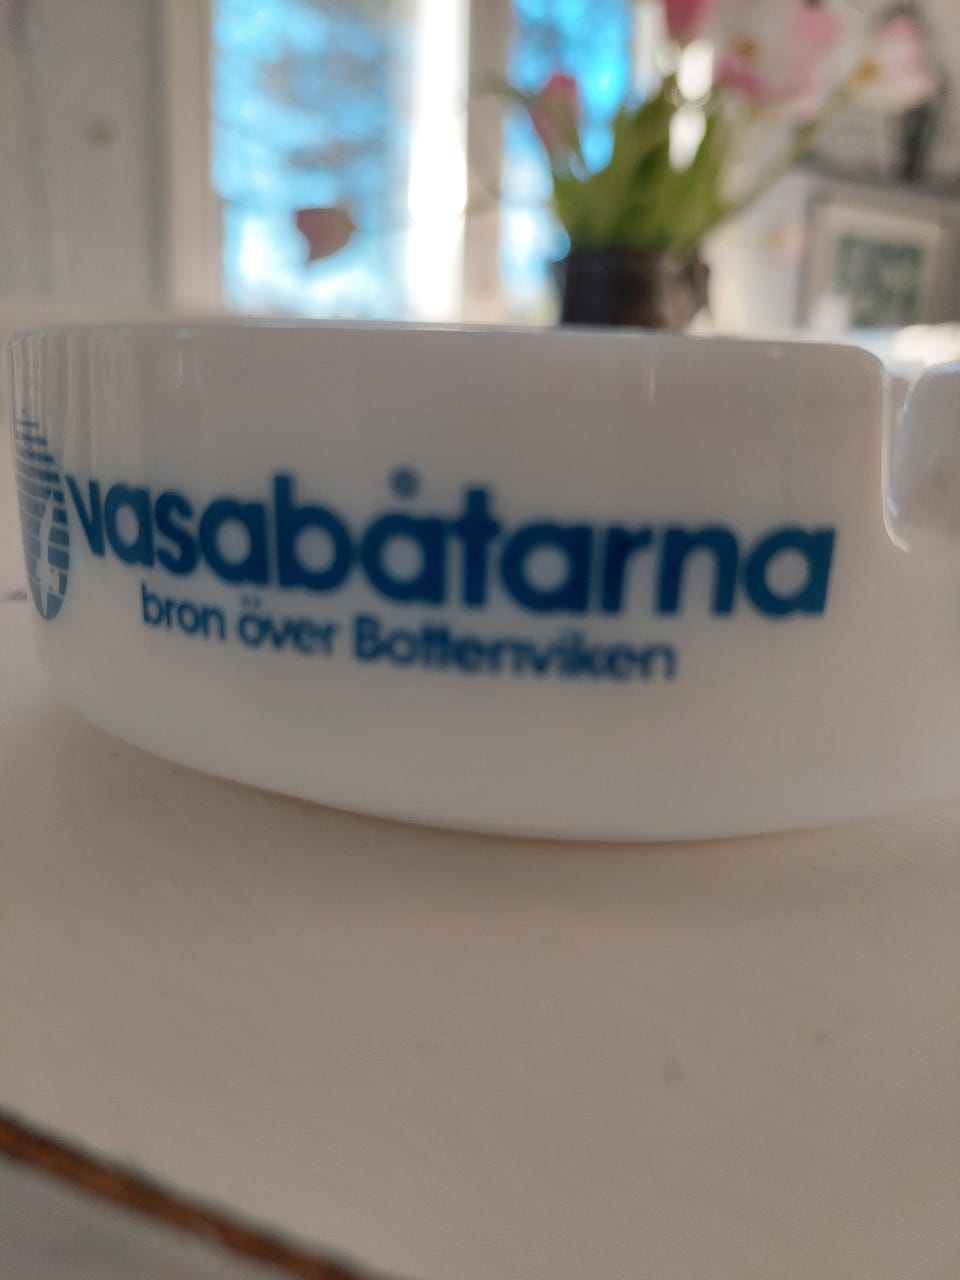 vasabåtarna
bron över Bottenviken